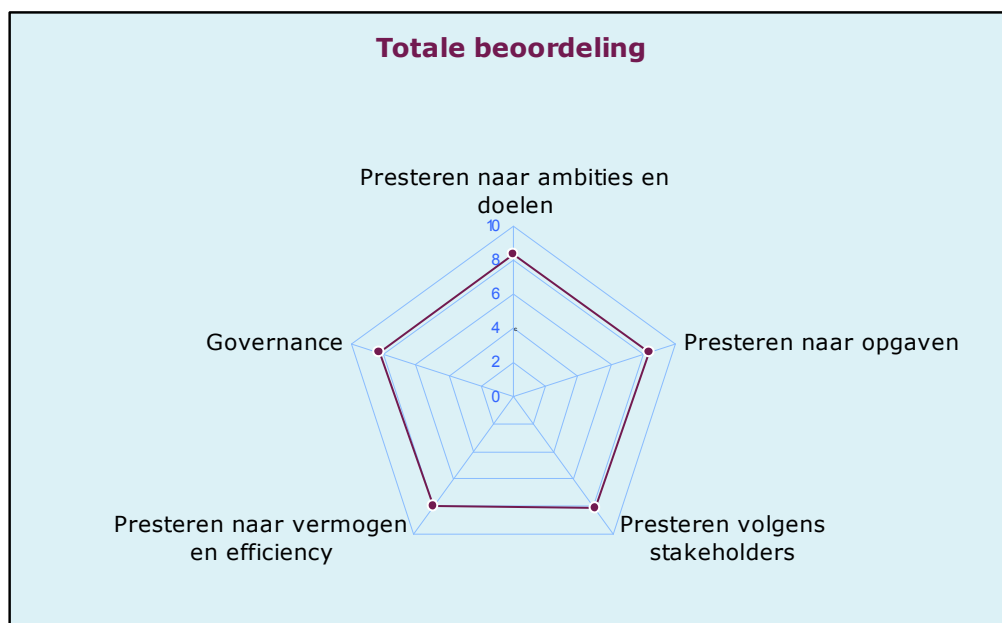 Totale beoordeling
Presteren naar ambities en
doelen
10
8
6
4
c
2
0
Governance
Presteren naar opgaven
Presteren naar vermogen
en efficiency
Presteren volgens
stakeholders